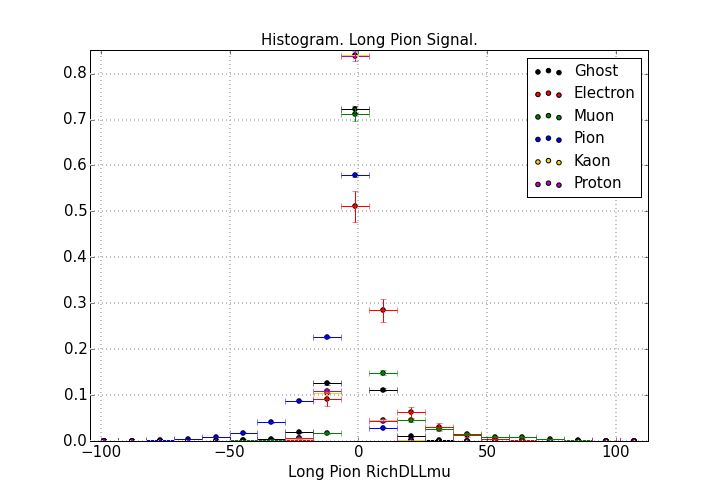 Histogram. Long Pion Signal.
0.8
0.7
0.6
0.5
0.4
0.3
0.2
0.1
0.0
Ghost
Electron
Muon
Pion
Kaon
Proton
−100
−50
0
50
100
Long Pion RichDLLmu